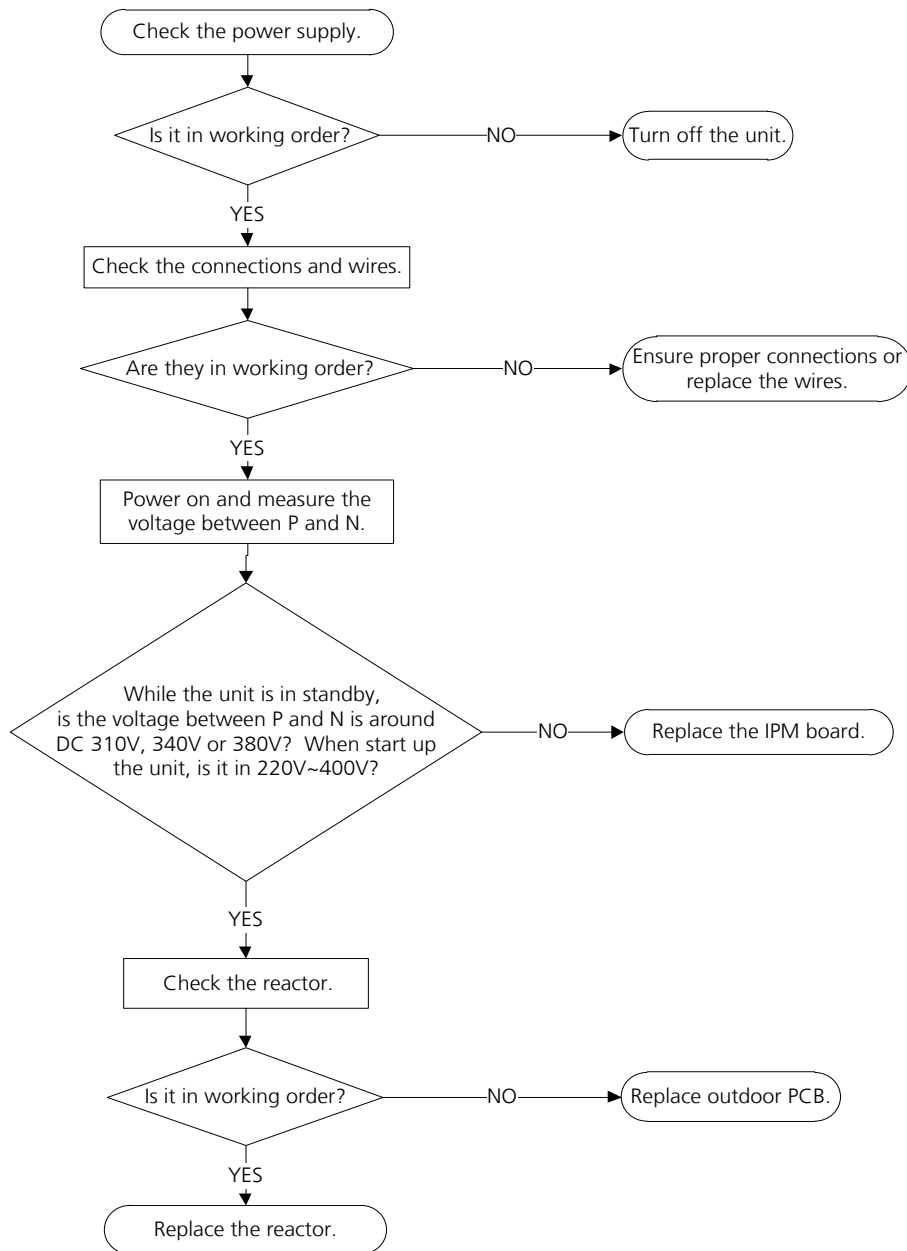 Check the power supply.
Is it in working order?
NO
Turn off the unit.
YES
Check the connections and wires.
Are they in working order?
NO
Ensure proper connections or
replace the wires.
YES
Power on and measure the
voltage between P and N.
While the unit is in standby,
is the voltage between P and N is around
DC 310V, 340V or 380V? When start up
the unit, is it in 220V~400V?
NO
Replace the IPM board.
YES
Check the reactor.
Is it in working order?
NO
Replace outdoor PCB.
YES
Replace the reactor.